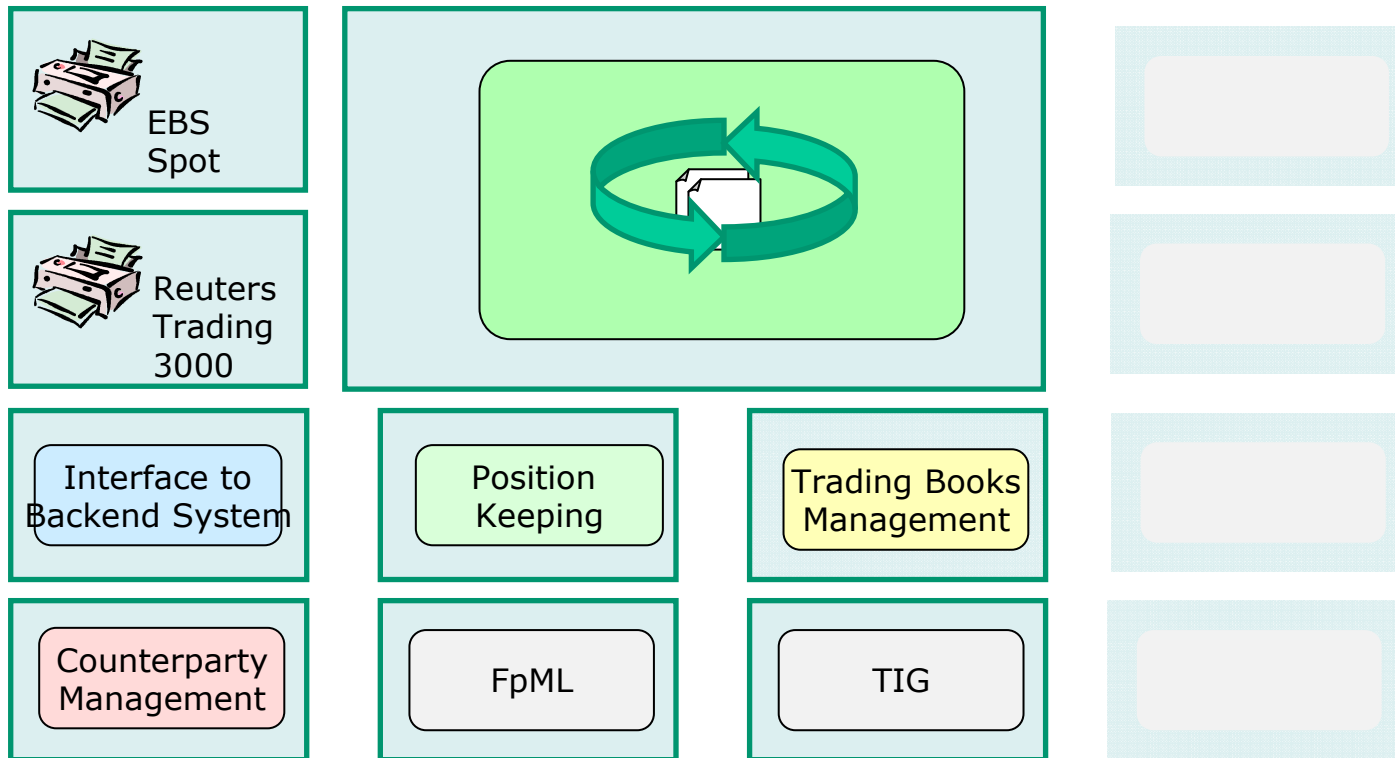 EBS
Spot
Reuters
Trading
3000
Interface to
Backend System
Position
Keeping
Trading Books
Management
Counterparty
Management
FpML
TIG